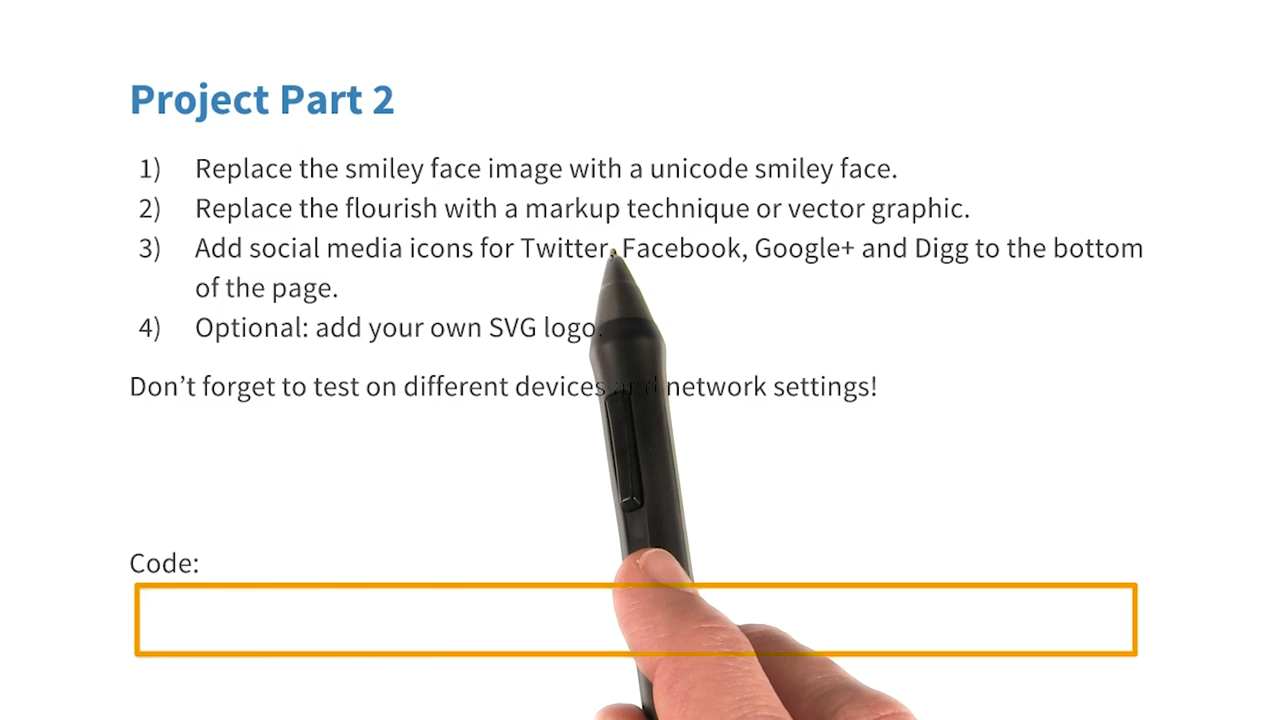 Project Part 2
1) Replace the smiley face image with a unicode smiley face.
2) Replace the flourish with a markup technique or vector graphic.
3) Add social media icons for Twitter, Facebook, Google+ and Digg to the bottom
of the page.
4) Optional: add your own SVG logo.
Don’t forget to test on different devices and network settings!
Code: